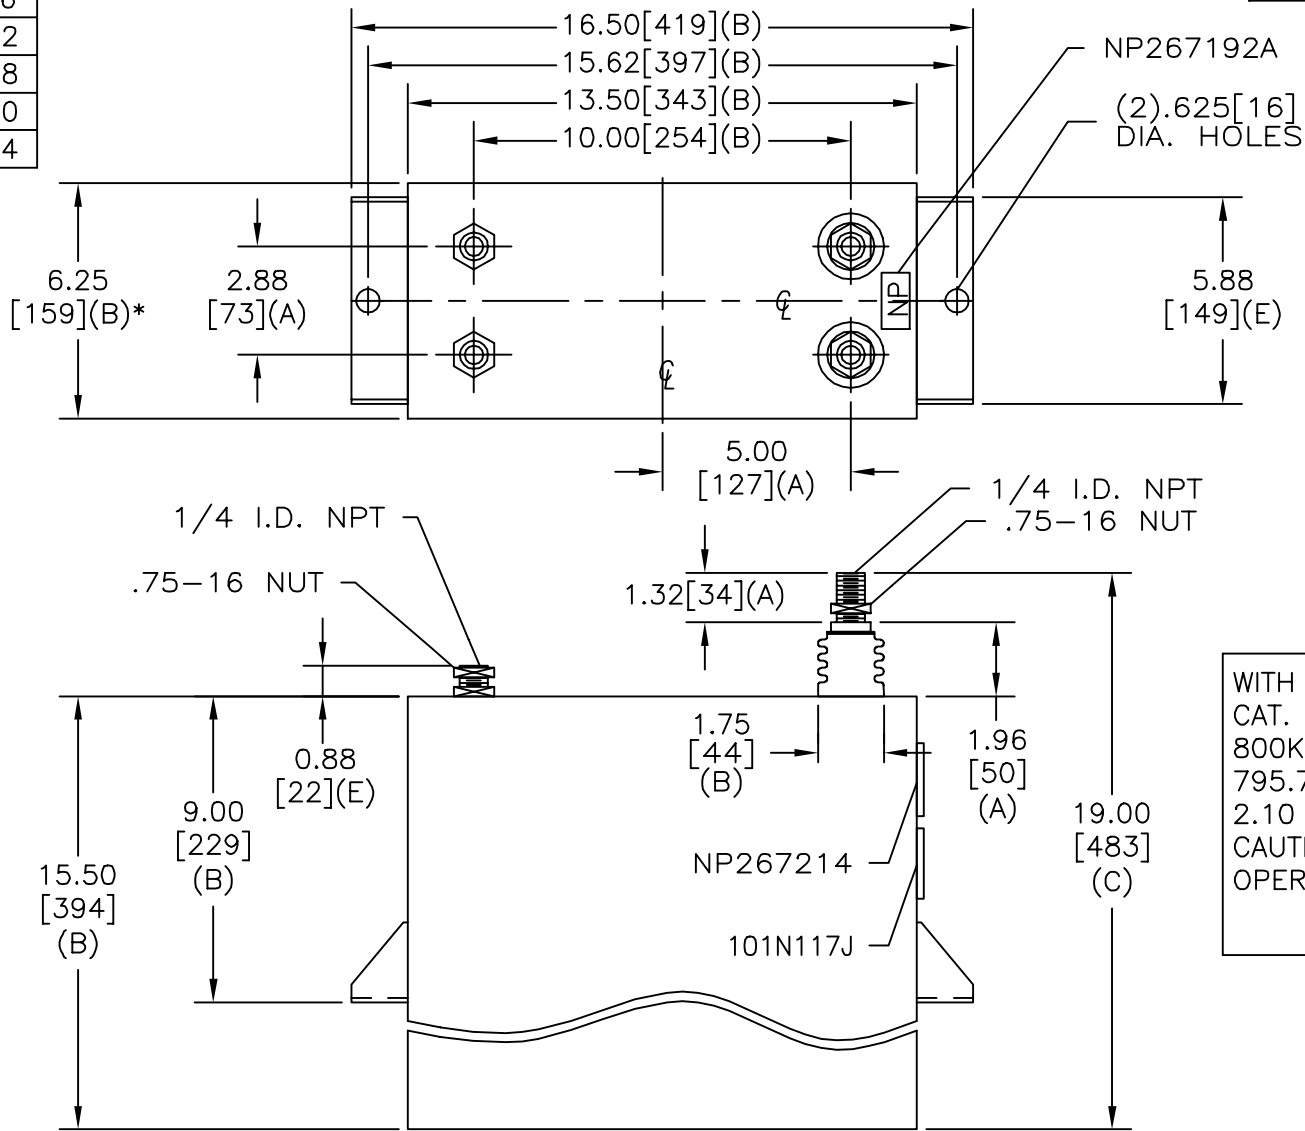 6
2
8
0
4
16.50[419](B)
15.62[397](B)
13.50[343](B)
10.00[254](B)
NP267192A
(2).625[16]
DIA. HOLES
6.25
[159](B)*
2.88
[73](A)
NP
5.88
[149](E)
5.00
[127](A)
1/4 I.D. NPT
.75-16 NUT
1/4 I.D. NPT
.75-16 NUT
1.32[34](A)
0.88
[22](E)
1.75
[44]
(B)
1.96
[50]
(A)
9.00
[229]
(B)
15.50
[394]
(B)
19.00
[483]
(C)
NP267214
101N117J
WITH
CAT.
800K
795.7
2.10
CAUT
OPER